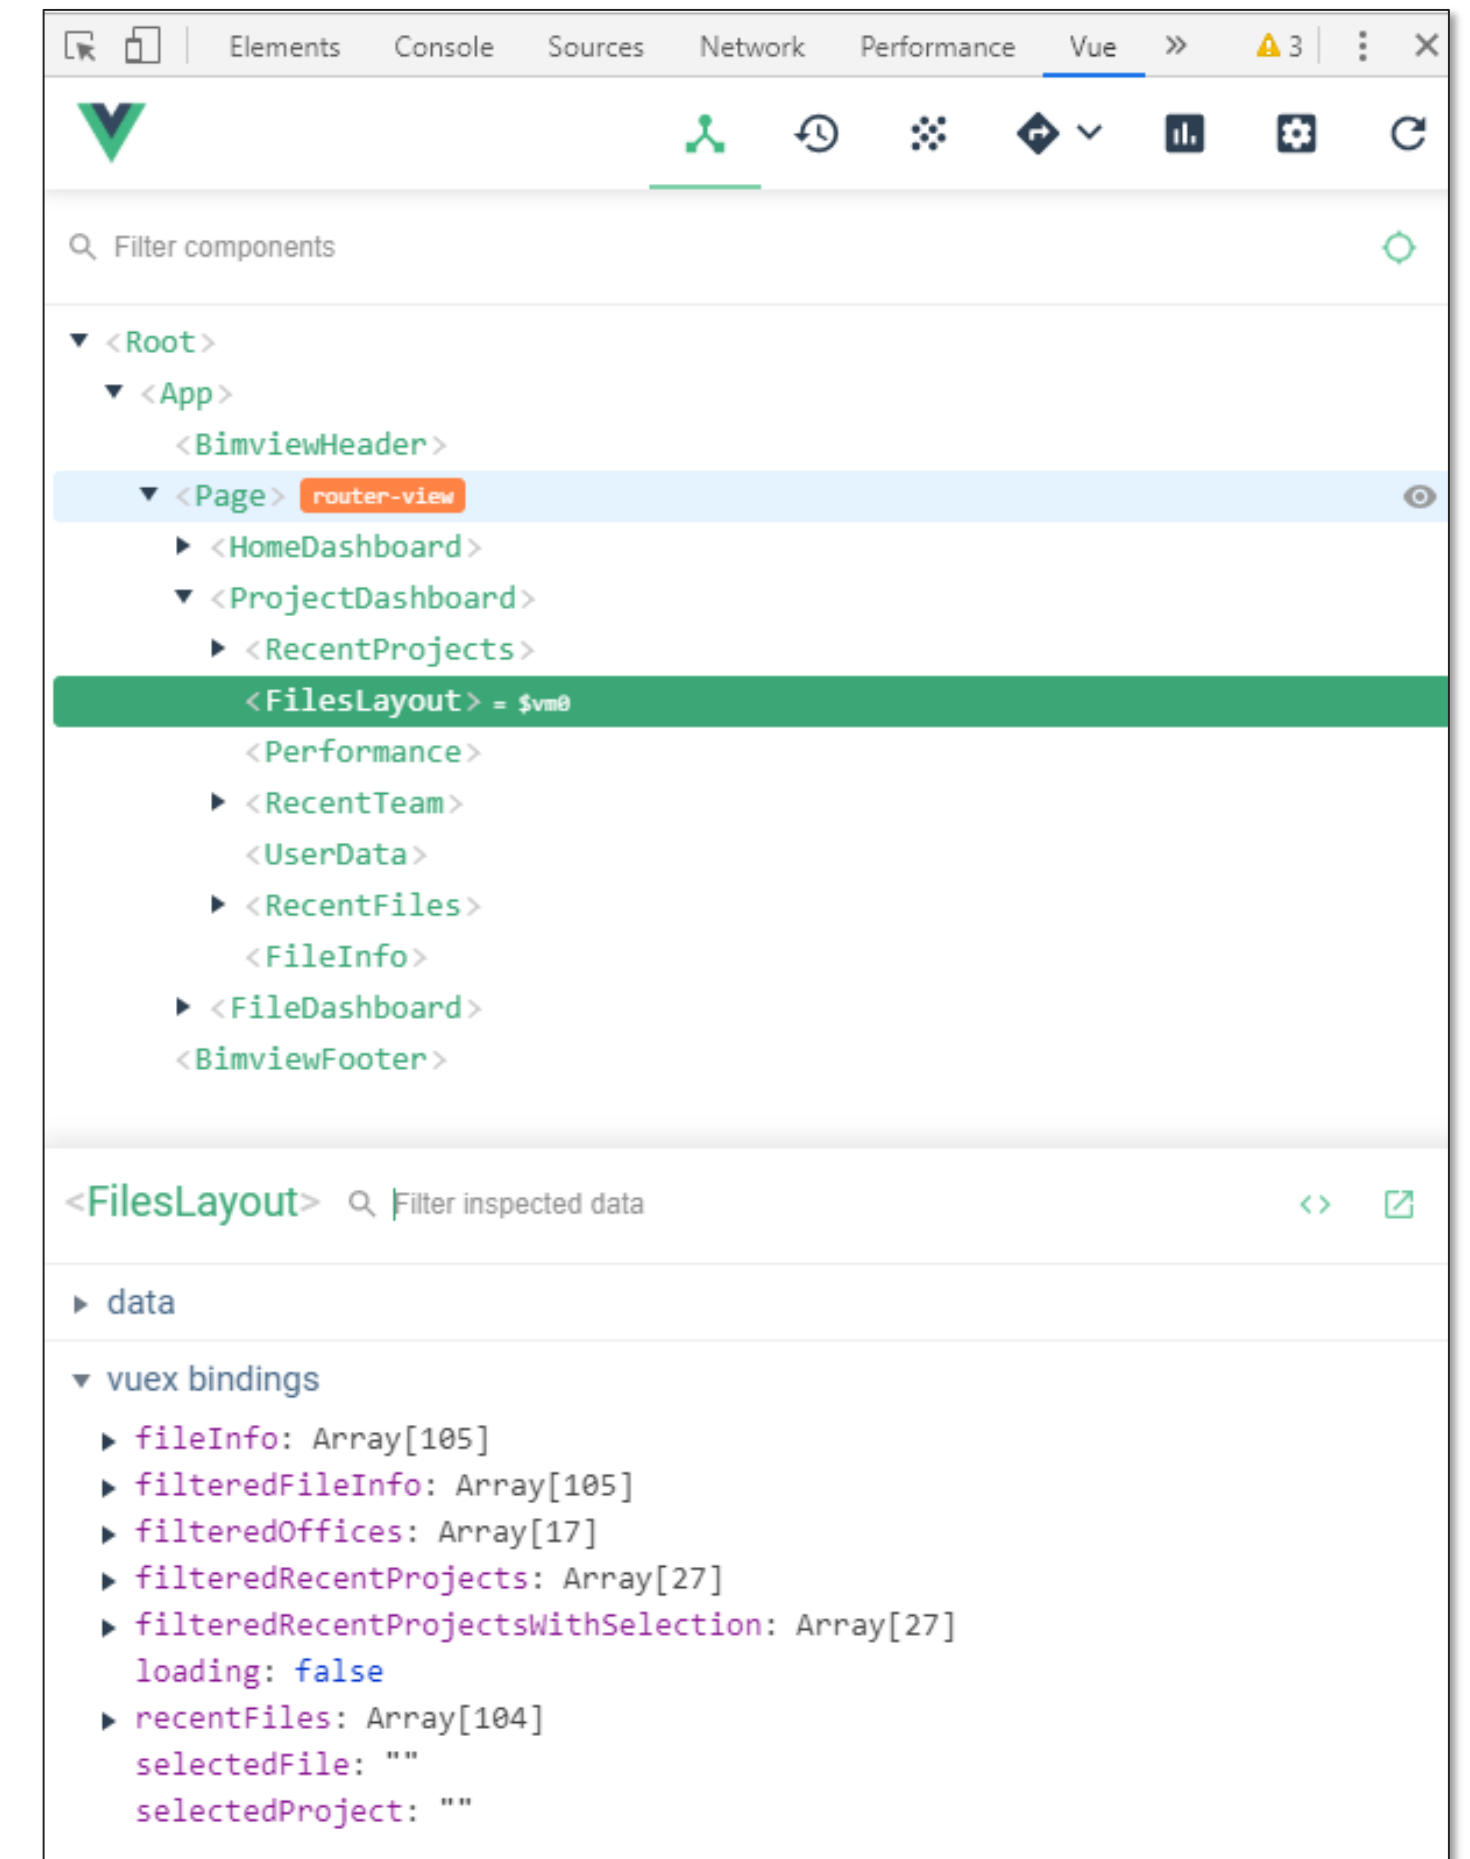 Elements Console Sources Network Performance Vue » 3
Filter components
<Root>
<App>
<BimviewHeader>
<Page> router-view
<HomeDashboard>
<ProjectDashboard>
<RecentProjects>
<FilesLayout> = $vm0
<Performance>
<RecentTeam>
<UserData>
<RecentFiles>
<FileInfo>
<FileDashboard>
<BimviewFooter>
<FilesLayout> Filter inspected data
data
vuex bindings
fileInfo: Array[105]
filteredFileInfo: Array[105]
filteredOffices: Array[17]
filteredRecentProjects: Array[27]
filteredRecentProjectsWithSelection: Array[27]
loading: false
recentFiles: Array[104]
selectedFile: ""
selectedProject: ""